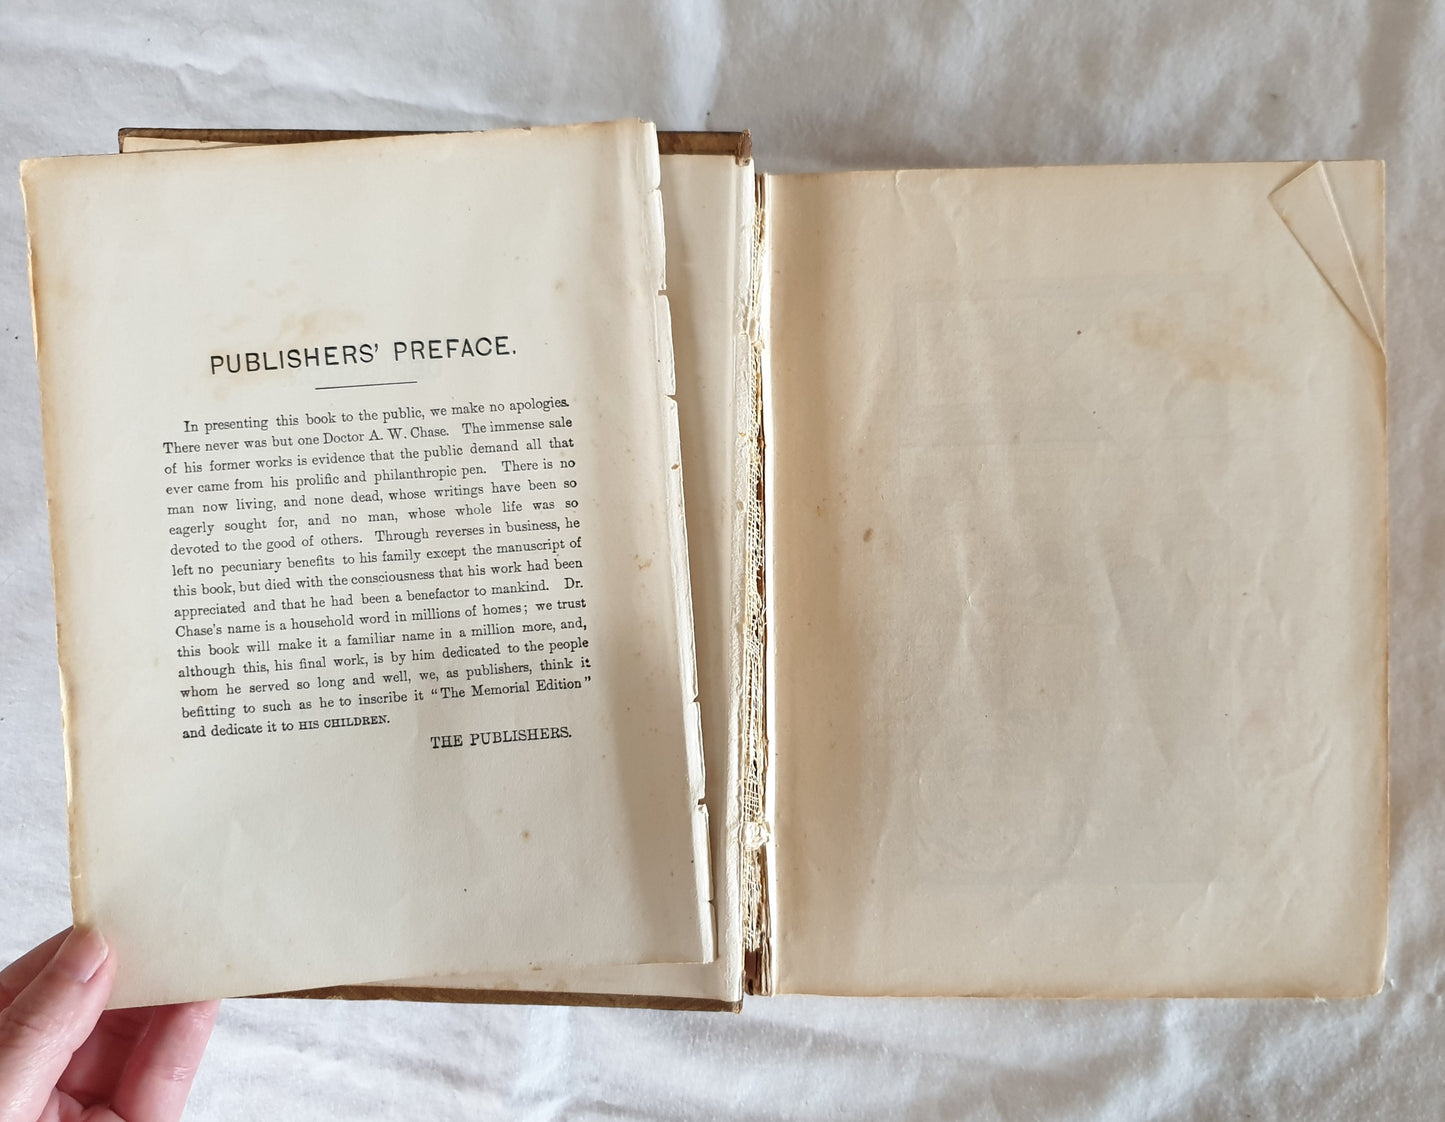 PUBLISHERS' PREFACE.
In presenting this book to the public, we make no apologies.
There never was but one Doctor A. W. Chase. The immense sale
of his former works is evidence that the public demand all that
ever came from his prolific and philanthropic pen. There is no
man now living, and none dead, whose writings have been so
eagerly sought for, and no man, whose whole life was so
devoted to the good of others. Through reverses in business, he
left no pecuniary benefits to his family except the manuscript of
this book, but died with the consciousness that his work had been
appreciated and that he had been a benefactor to mankind. Dr.
Chase's name is a household word in millions of homes; we trust
this book will make it a familiar name in a million more, and,
although this, his final work, is by him dedicated to the people
whom he served so long and well, we, as publishers, think it
befitting to such as he to inscribe it "The Memorial Edition"
and dedicate it to HIS CHILDREN.
THE PUBLISHERS.